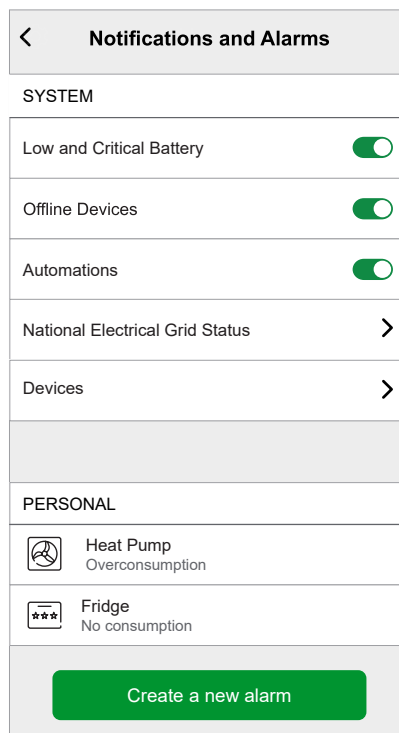 Notifications and Alarms
SYSTEM
Low and Critical Battery
Offline Devices
Automations
National Electrical Grid Status
Devices
PERSONAL
Heat Pump
Overconsumption
Fridge
No consumption
Create a new alarm